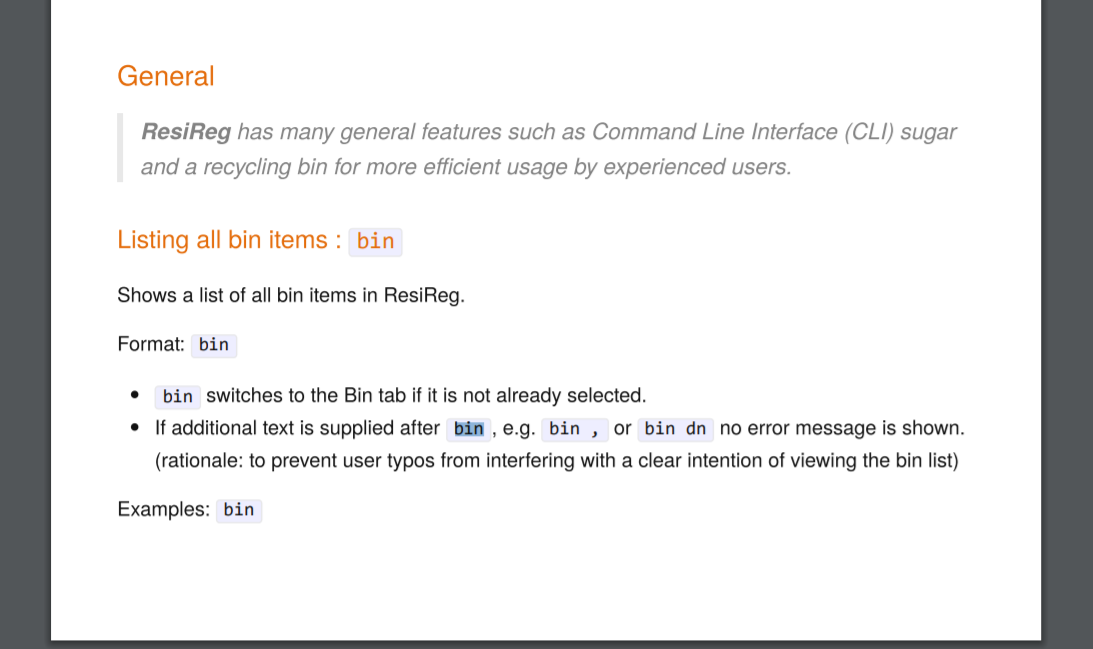 General
ResiReg has many general features such as Command Line Interface (CLI) sugar
and a recycling bin for more efficient usage by experienced users.
Listing all bin items : bin
Shows a list of all bin items in ResiReg.
Format: bin
• bin switches to the Bin tab if it is not already selected.
• If additional text is supplied after bin , e.g. bin , or bin dn no error message is shown.
(rationale: to prevent user typos from interfering with a clear intention of viewing the bin list)
Examples: bin